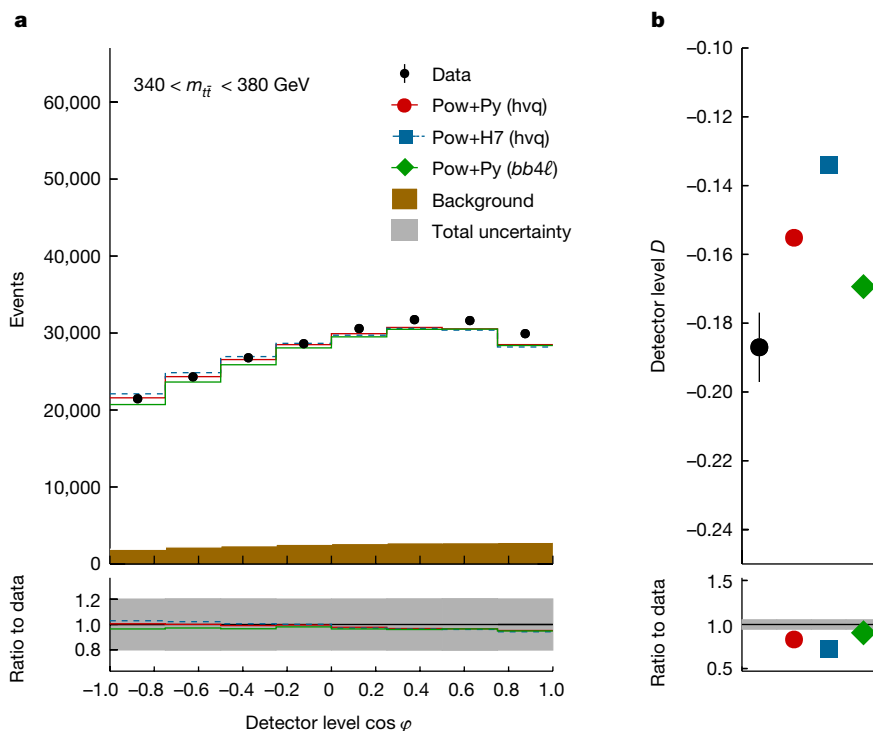 a
340 < m_{tt̄} < 380 GeV
Data
Pow+Py (hvq)
Pow+H7 (hvq)
Pow+Py (bb4ℓ)
Background
Total uncertainty
Events
60,000
50,000
40,000
30,000
20,000
10,000
0
Ratio to data
1.2
1.0
0.8
−1.0 −0.8 −0.6 −0.4 −0.2 0 0.2 0.4 0.6 0.8 1.0
Detector level cos φ
b
Detector level D
−0.10
−0.12
−0.14
−0.16
−0.18
−0.20
−0.22
−0.24
Ratio to data
1.5
1.0
0.5